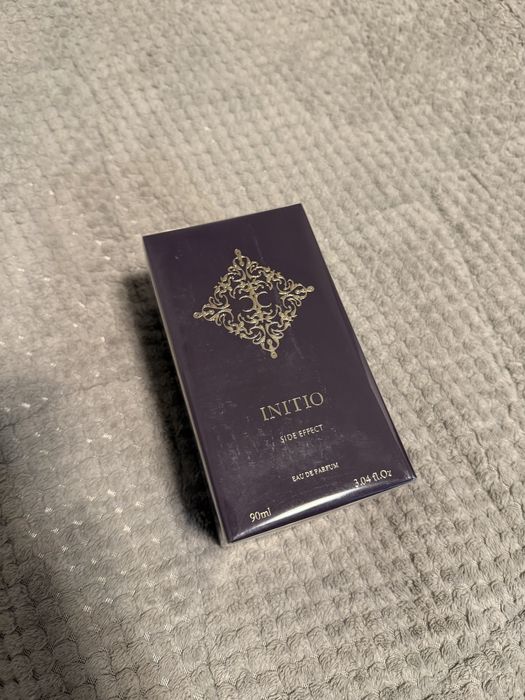 INITIO
SIDE EFFECT
EAU DE PARFUM
90ml 3.04 fl.Oz